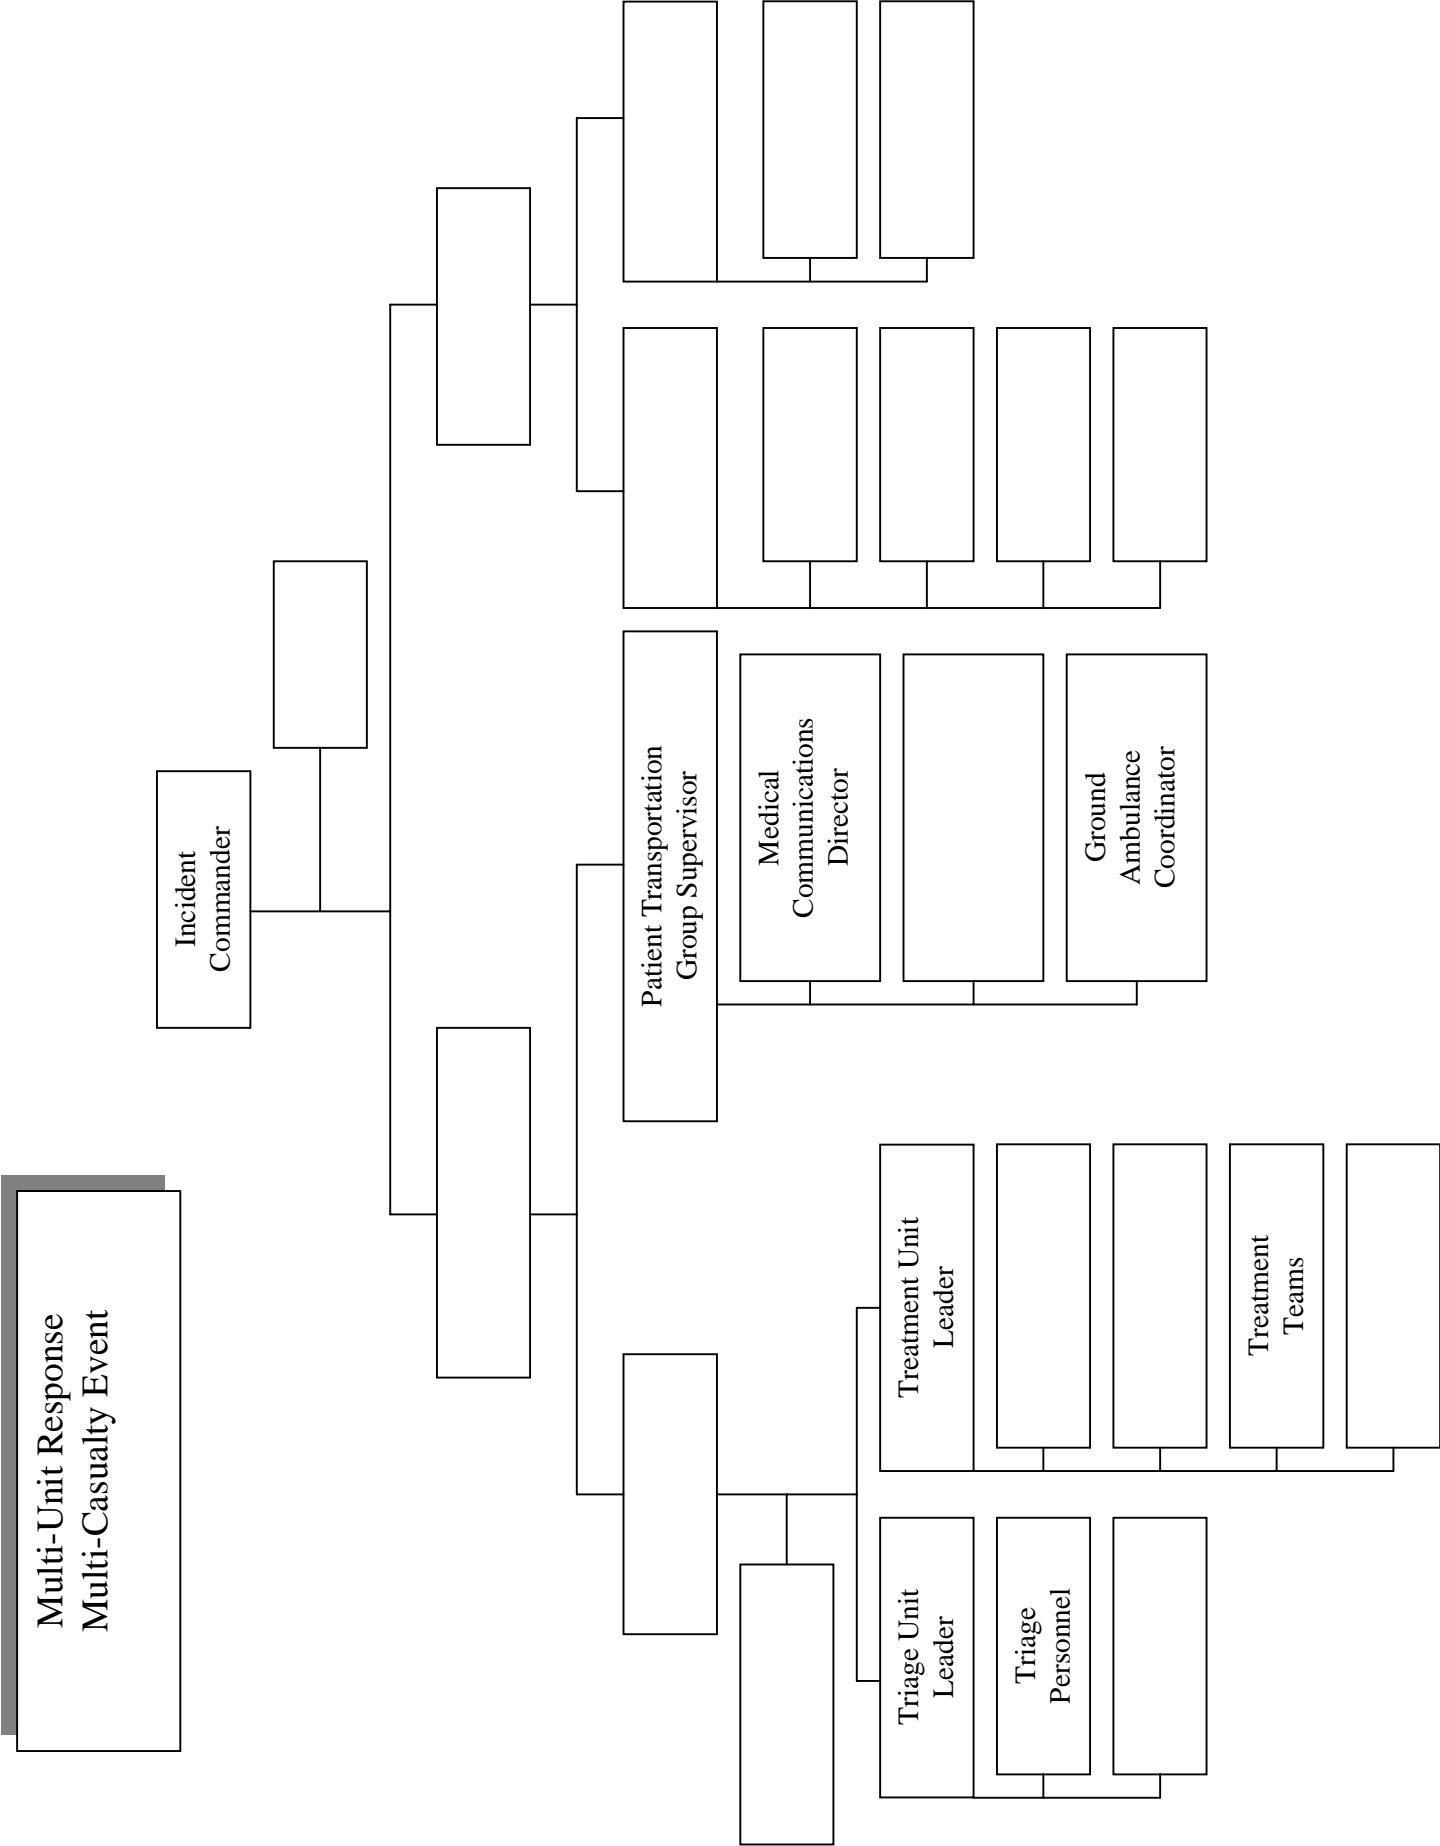 Multi-Unit Response
Multi-Casualty Event
Incident
Commander
Patient Transportation
Group Supervisor
Medical
Communications
Director
Ground
Ambulance
Coordinator
Triage Unit
Leader
Triage
Personnel
Treatment Unit
Leader
Treatment
Teams